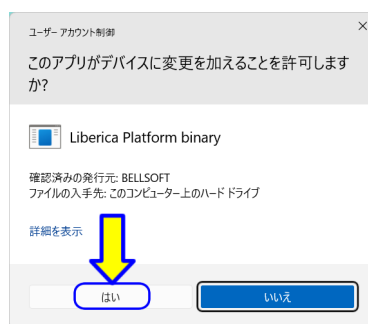 ユーザー アカウント制御
×
このアプリがデバイスに変更を加えることを許可します
か?
Liberica Platform binary
確認済みの発行元: BELLSOFT
ファイルの入手先: このコンピューター上のハード ドライブ
詳細を表示
はい
いいえ